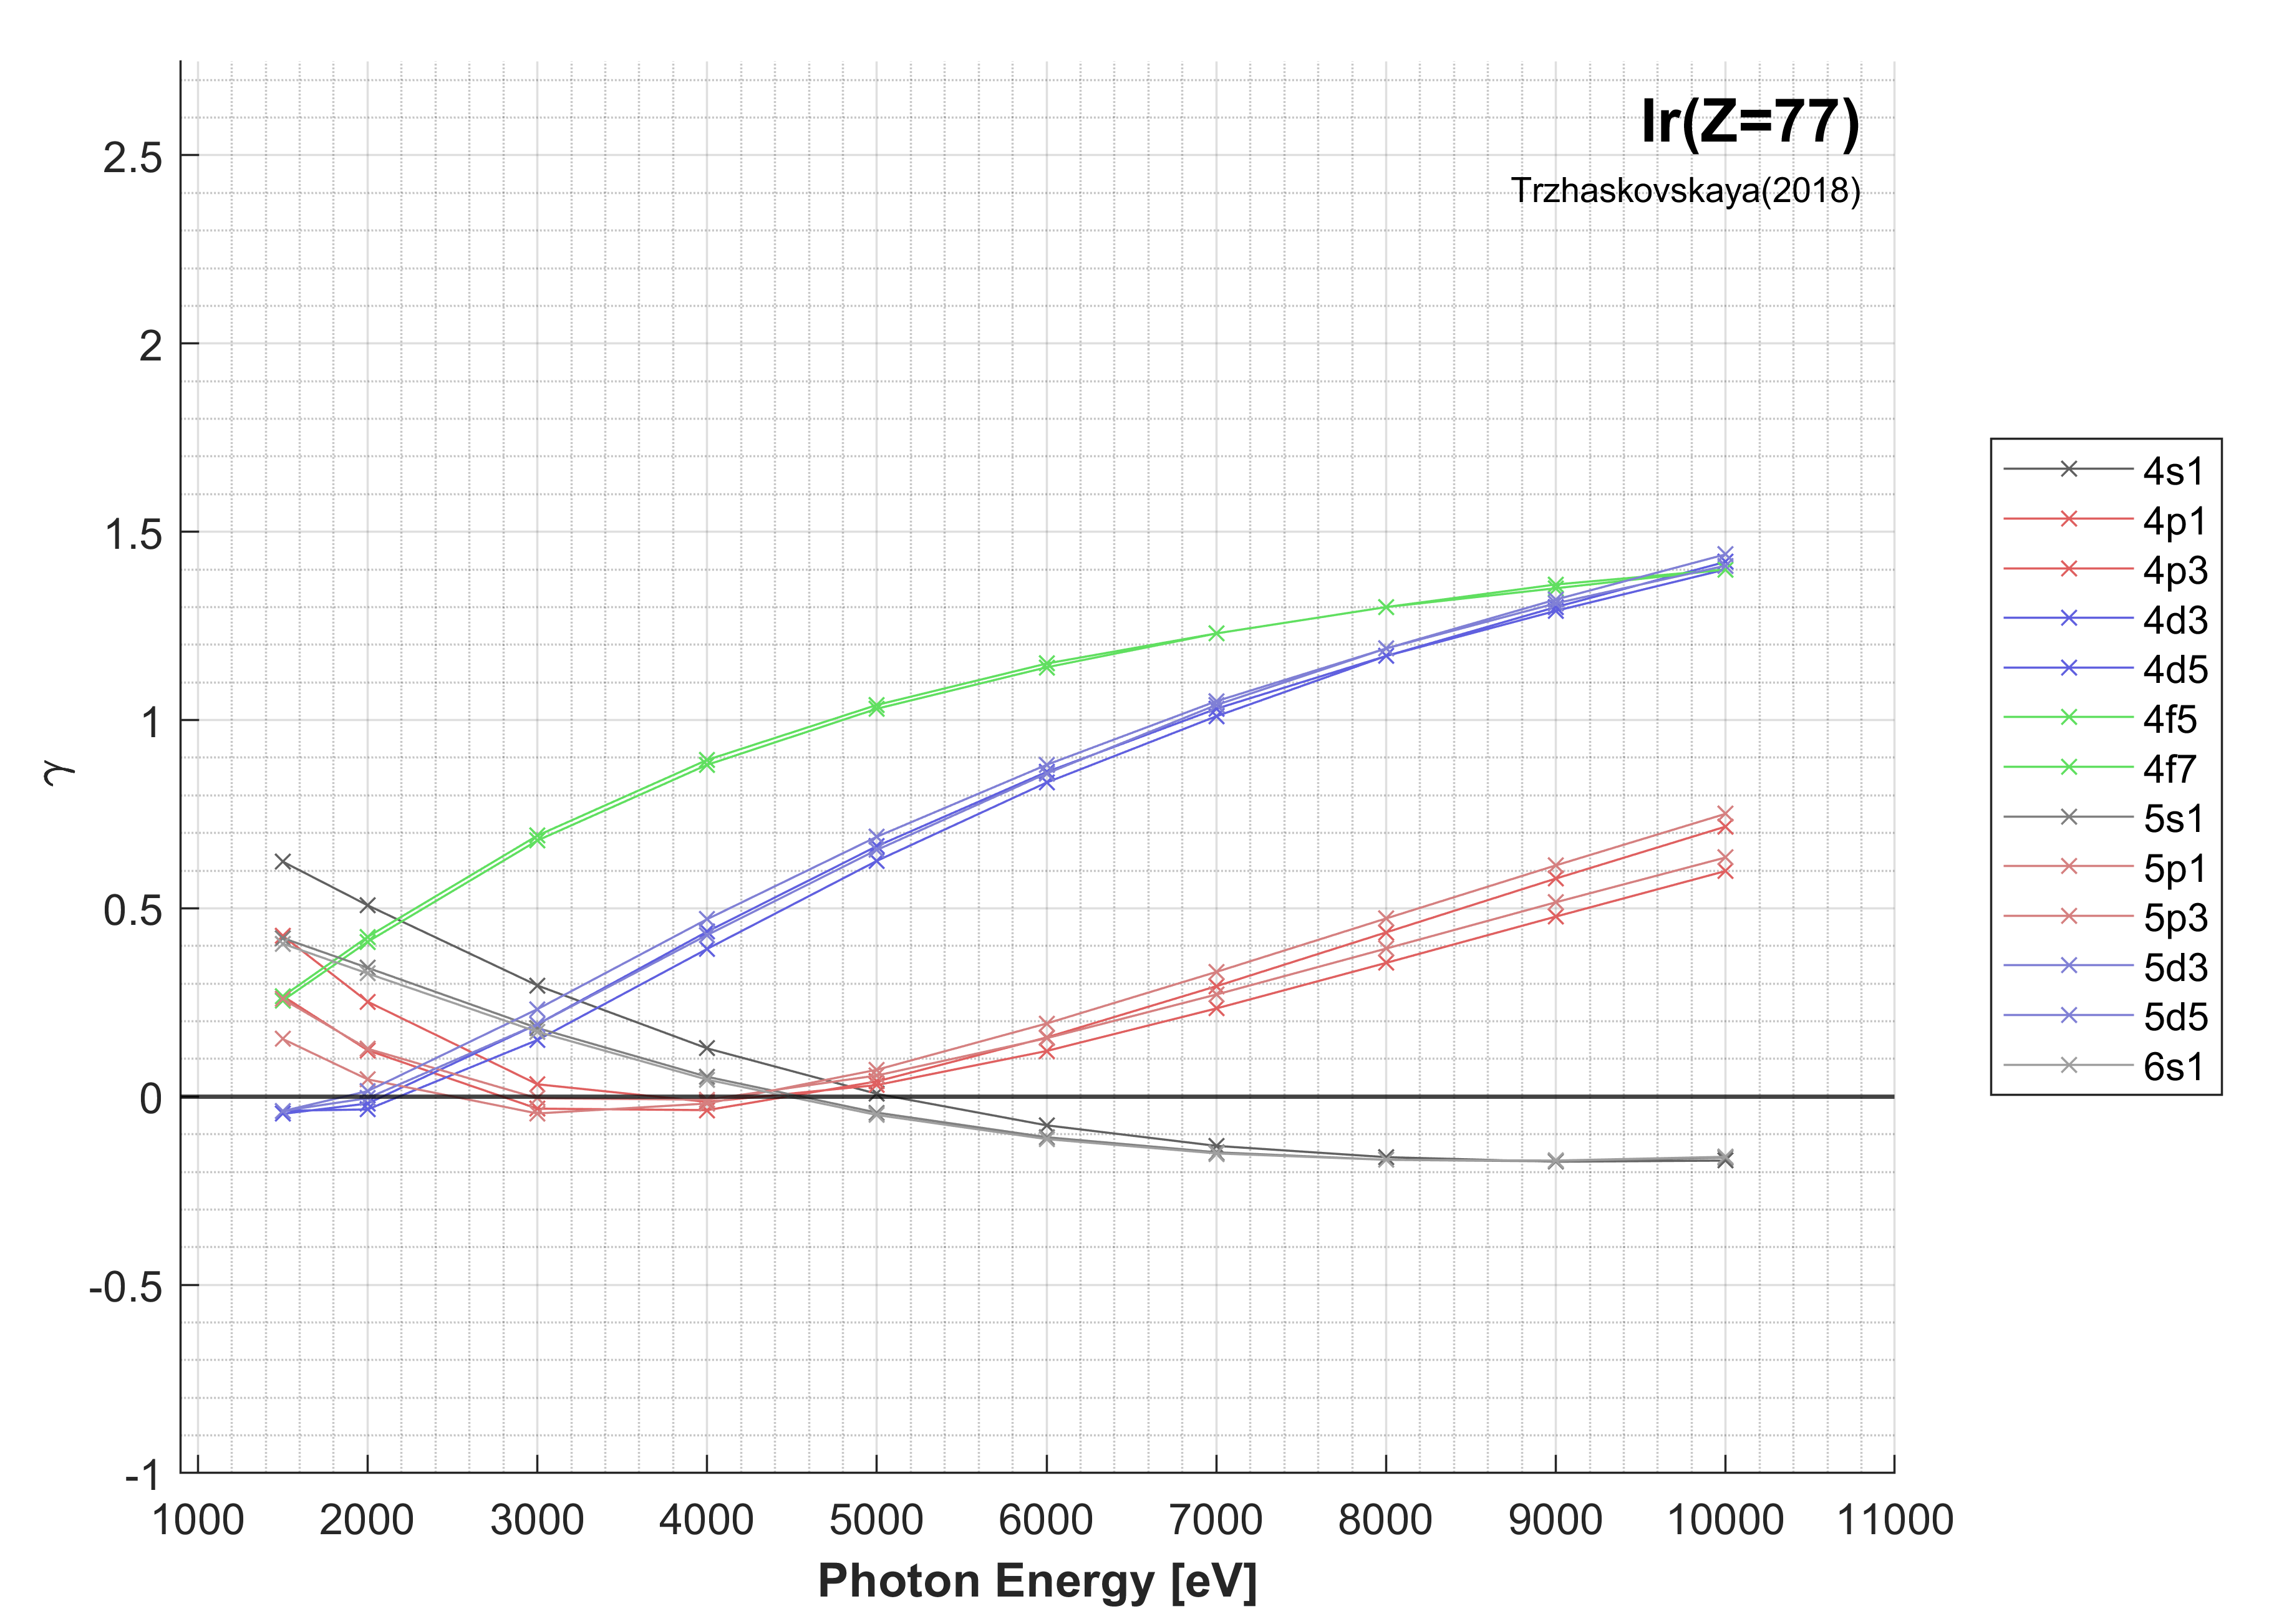 Ir(Z=77)
Trzhaskovskaya(2018)
2.5
2
1.5
1
0.5
0
-0.5
-1
γ
1000 2000 3000 4000 5000 6000 7000 8000 9000 10000 11000
Photon Energy [eV]
4s1
4p1
4p3
4d3
4d5
4f5
4f7
5s1
5p1
5p3
5d3
5d5
6s1